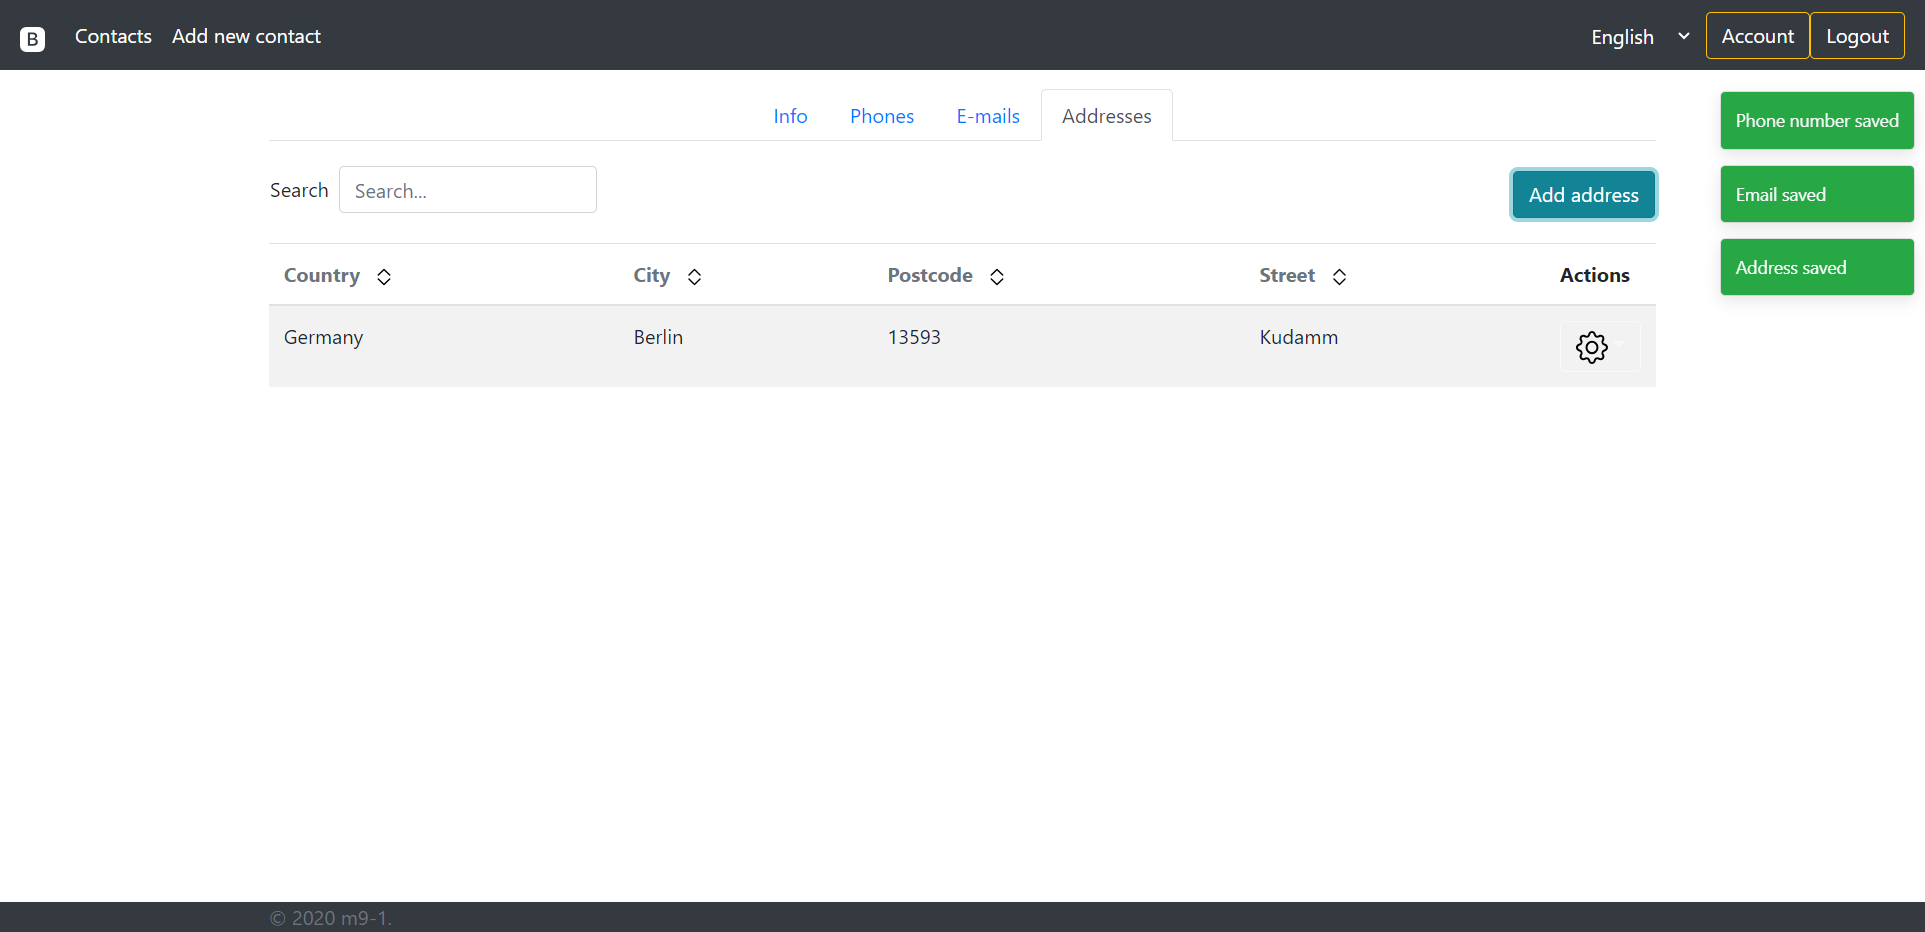 B Contacts Add new contact English Account Logout
Info Phones E-mails Addresses
Search Search... Add address
Country City Postcode Street Actions
Germany Berlin 13593 Kudamm
Phone number saved
Email saved
Address saved
© 2020 m9-1.